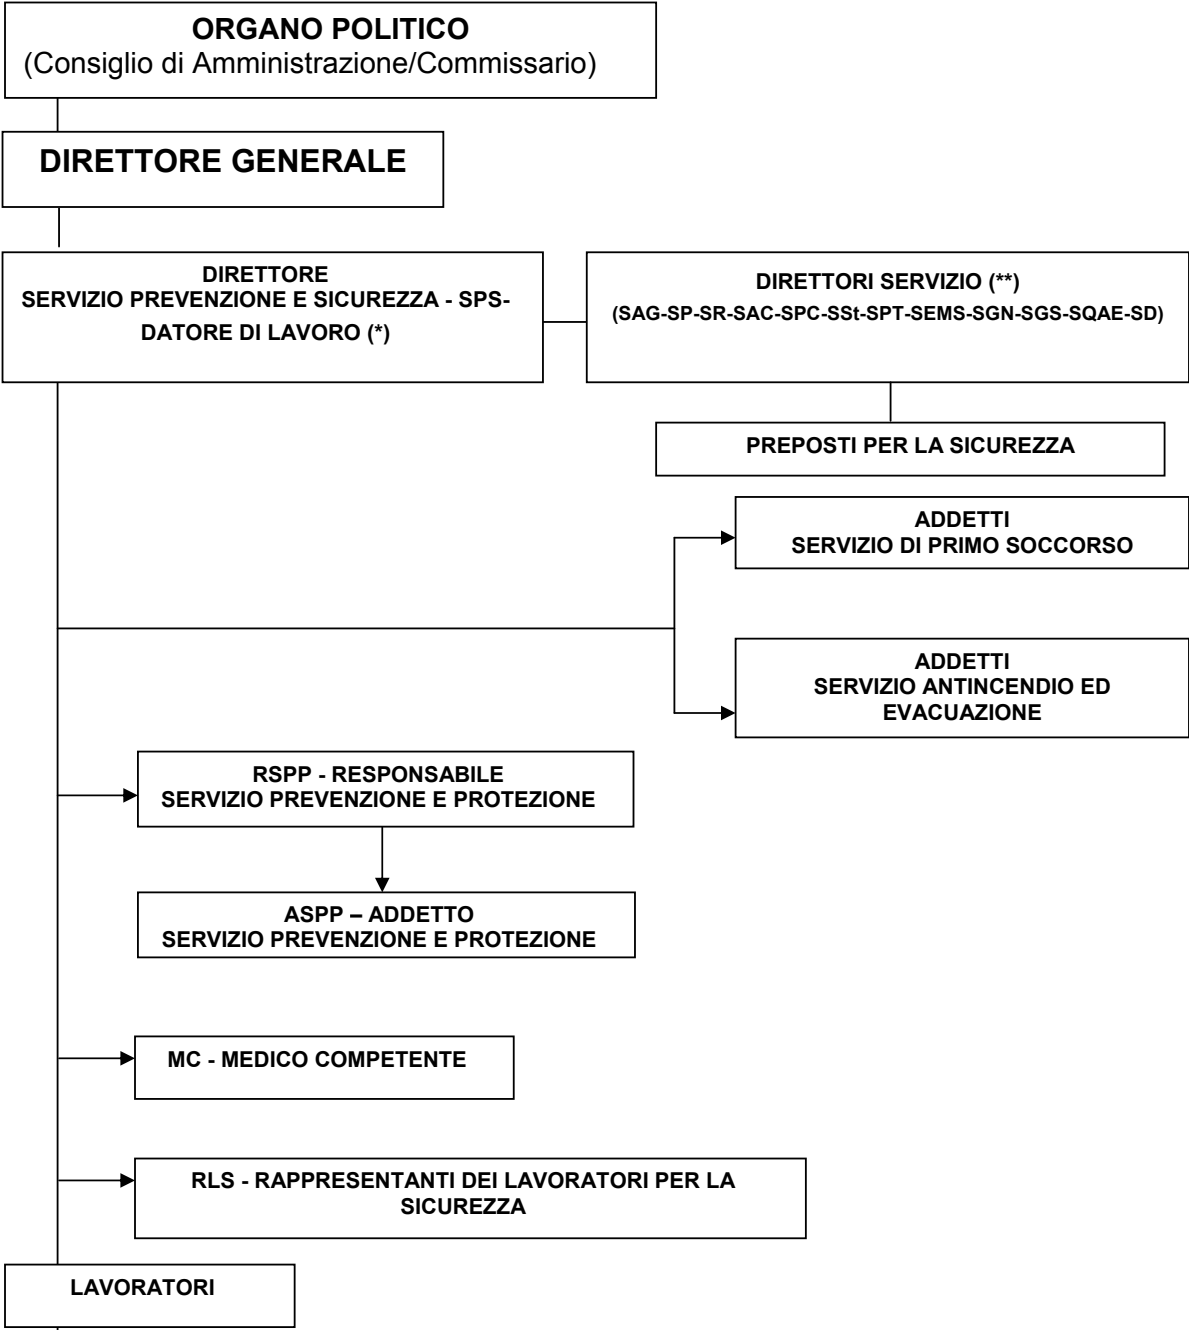 ORGANO POLITICO
(Consiglio di Amministrazione/Commissario)
DIRETTORE GENERALE
DIRETTORE
SERVIZIO PREVENZIONE E SICUREZZA - SPS-
DATORE DI LAVORO (*)
DIRETTORI SERVIZIO (**)
(SAG-SP-SR-SAC-SPC-SSt-SPT-SEMS-SGN-SGS-SQAE-SD)
PREPOSTI PER LA SICUREZZA
ADDETTI
SERVIZIO DI PRIMO SOCCORSO
ADDETTI
SERVIZIO ANTINCENDIO ED
EVACUAZIONE
RSPP - RESPONSABILE
SERVIZIO PREVENZIONE E PROTEZIONE
ASPP – ADDETTO
SERVIZIO PREVENZIONE E PROTEZIONE
MC - MEDICO COMPETENTE
RLS - RAPPRESENTANTI DEI LAVORATORI PER LA
SICUREZZA
LAVORATORI